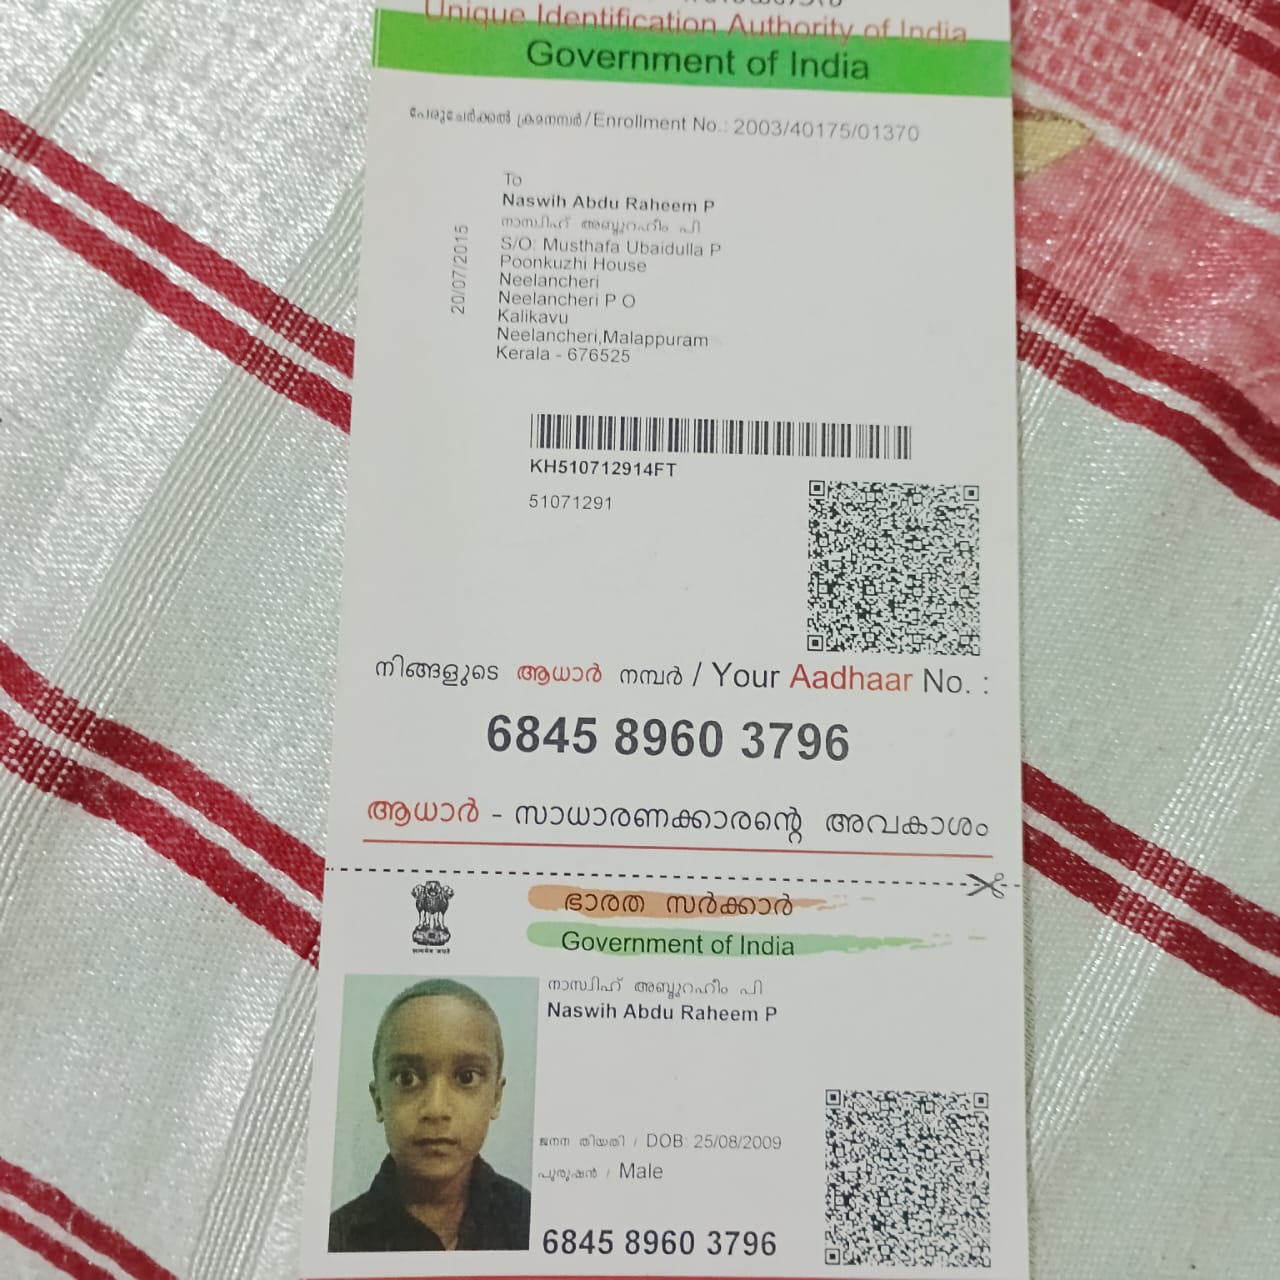 Unique Identification Authority of India
Government of India
പേരുചേർക്കൽ ക്രമനമ്പർ/Enrollment No.: 2003/40175/01370
To
Naswih Abdu Raheem P
നാസ്വിഹ് അബ്ദുറഹീം പി
S/O: Musthafa Ubaidulla P
Poonkuzhi House
Neelancheri
Neelancheri P O
Kalikavu
Neelancheri,Malappuram
Kerala - 676525
20/07/2015
KH510712914FT
51071291
നിങ്ങളുടെ ആധാർ നമ്പർ / Your Aadhaar No. :
6845 8960 3796
ആധാർ - സാധാരണക്കാരന്റെ അവകാശം
സത്യമേവ ജയതേ
ഭാരത സർക്കാർ
Government of India
നാസ്വിഹ് അബ്ദുറഹീം പി
Naswih Abdu Raheem P
ജനന തിയതി / DOB: 25/08/2009
പുരുഷൻ / Male
6845 8960 3796